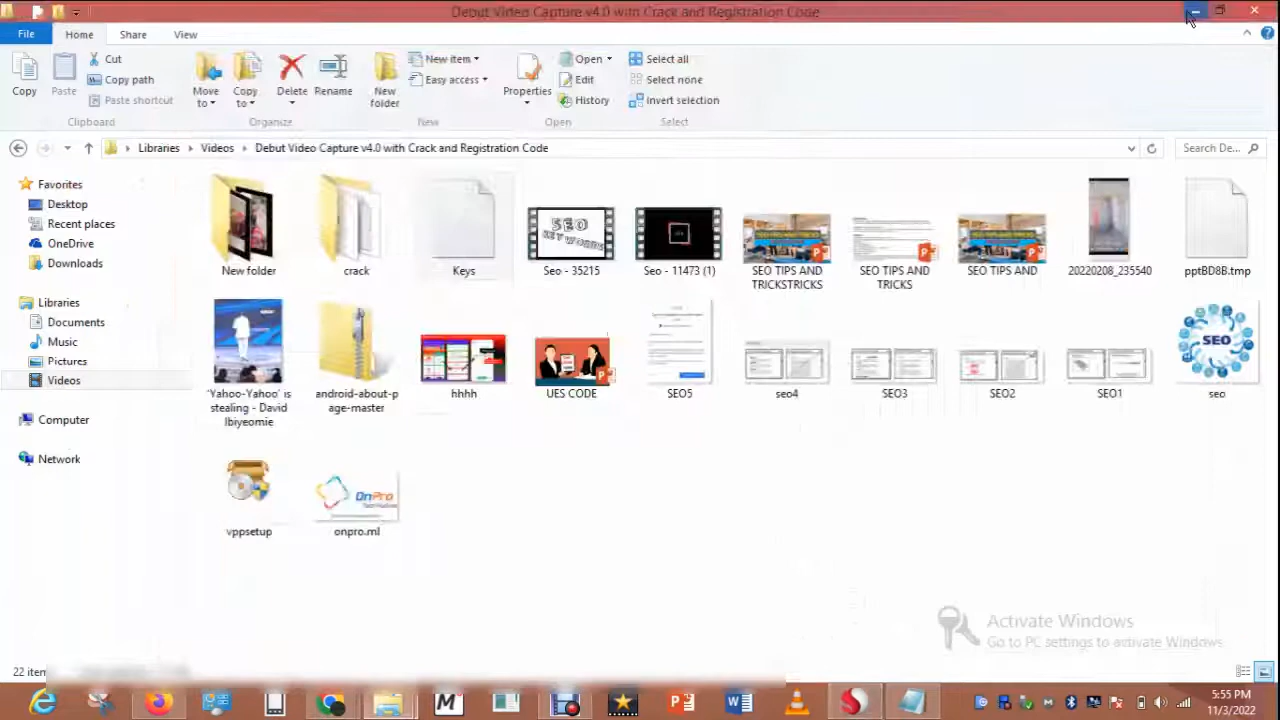 Debut Video Capture v4.0 with Crack and Registration Code
File Home Share View
Copy
Paste
Cut
Copy path
Paste shortcut
Clipboard
Move to
Copy to
Delete
Rename
Organize
New folder
New item
Easy access
New
Properties
Open
Edit
History
Open
Select all
Select none
Invert selection
Select
Libraries Videos Debut Video Capture v4.0 with Crack and Registration Code
Search De...
Favorites
Desktop
Recent places
OneDrive
Downloads
Libraries
Documents
Music
Pictures
Videos
Computer
Network
SEO
New folder
crack
Keys
Seo - 35215
Seo - 11473 (1)
SEO TIPS AND
TRICKSTRICKS
SEO TIPS AND
TRICKS
SEO TIPS AND
20220208_235540
pptBD8B.tmp
SEO
'Yahoo-Yahoo' is
stealing - David
Ibiyeomie
android-about-p
age-master
hhhh
UES CODE
SEO5
seo4
SEO3
SEO2
SEO1
seo
OnPro
vppsetup
onpro.ml
Activate Windows
Go to PC settings to activate Windows.
5:55 PM
11/3/2022